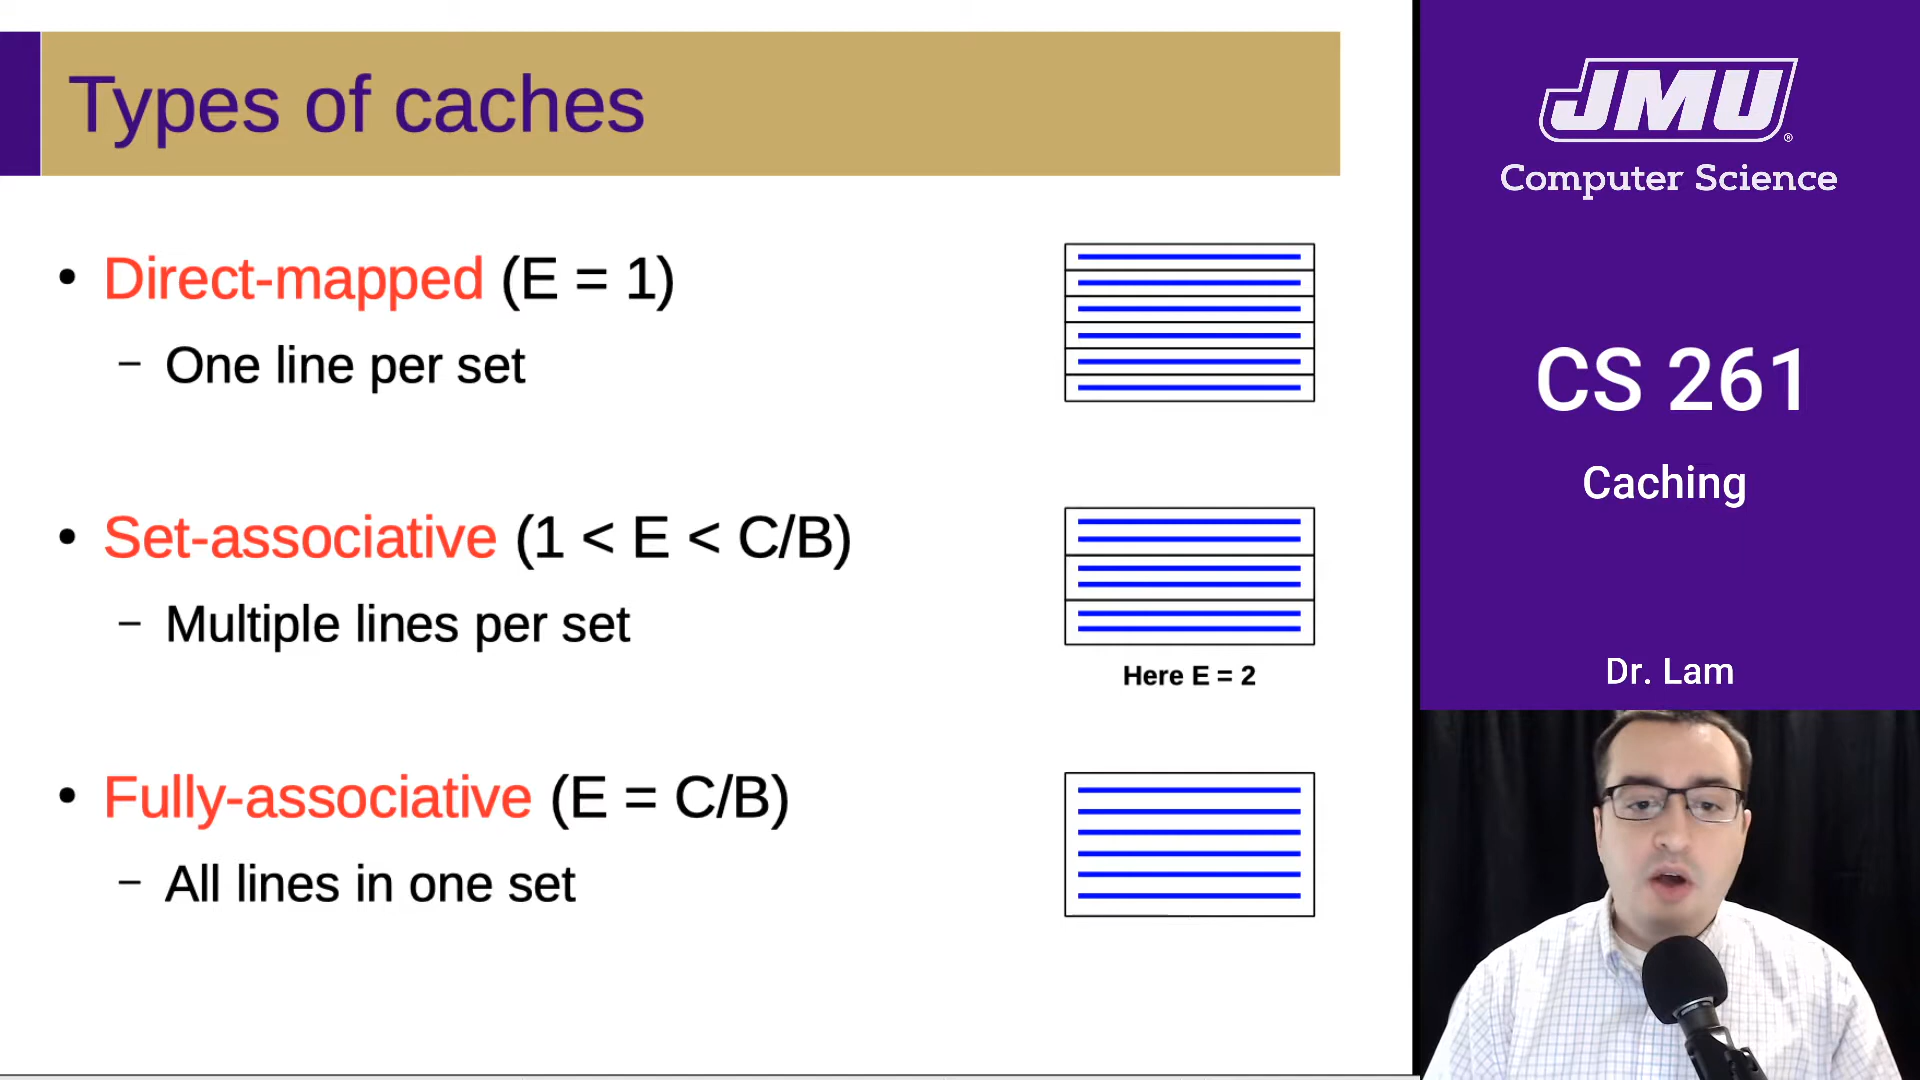 Types of caches
• Direct-mapped (E = 1)
– One line per set
• Set-associative (1 < E < C/B)
– Multiple lines per set
Here E = 2
• Fully-associative (E = C/B)
– All lines in one set
JMU®
Computer Science
CS 261
Caching
Dr. Lam